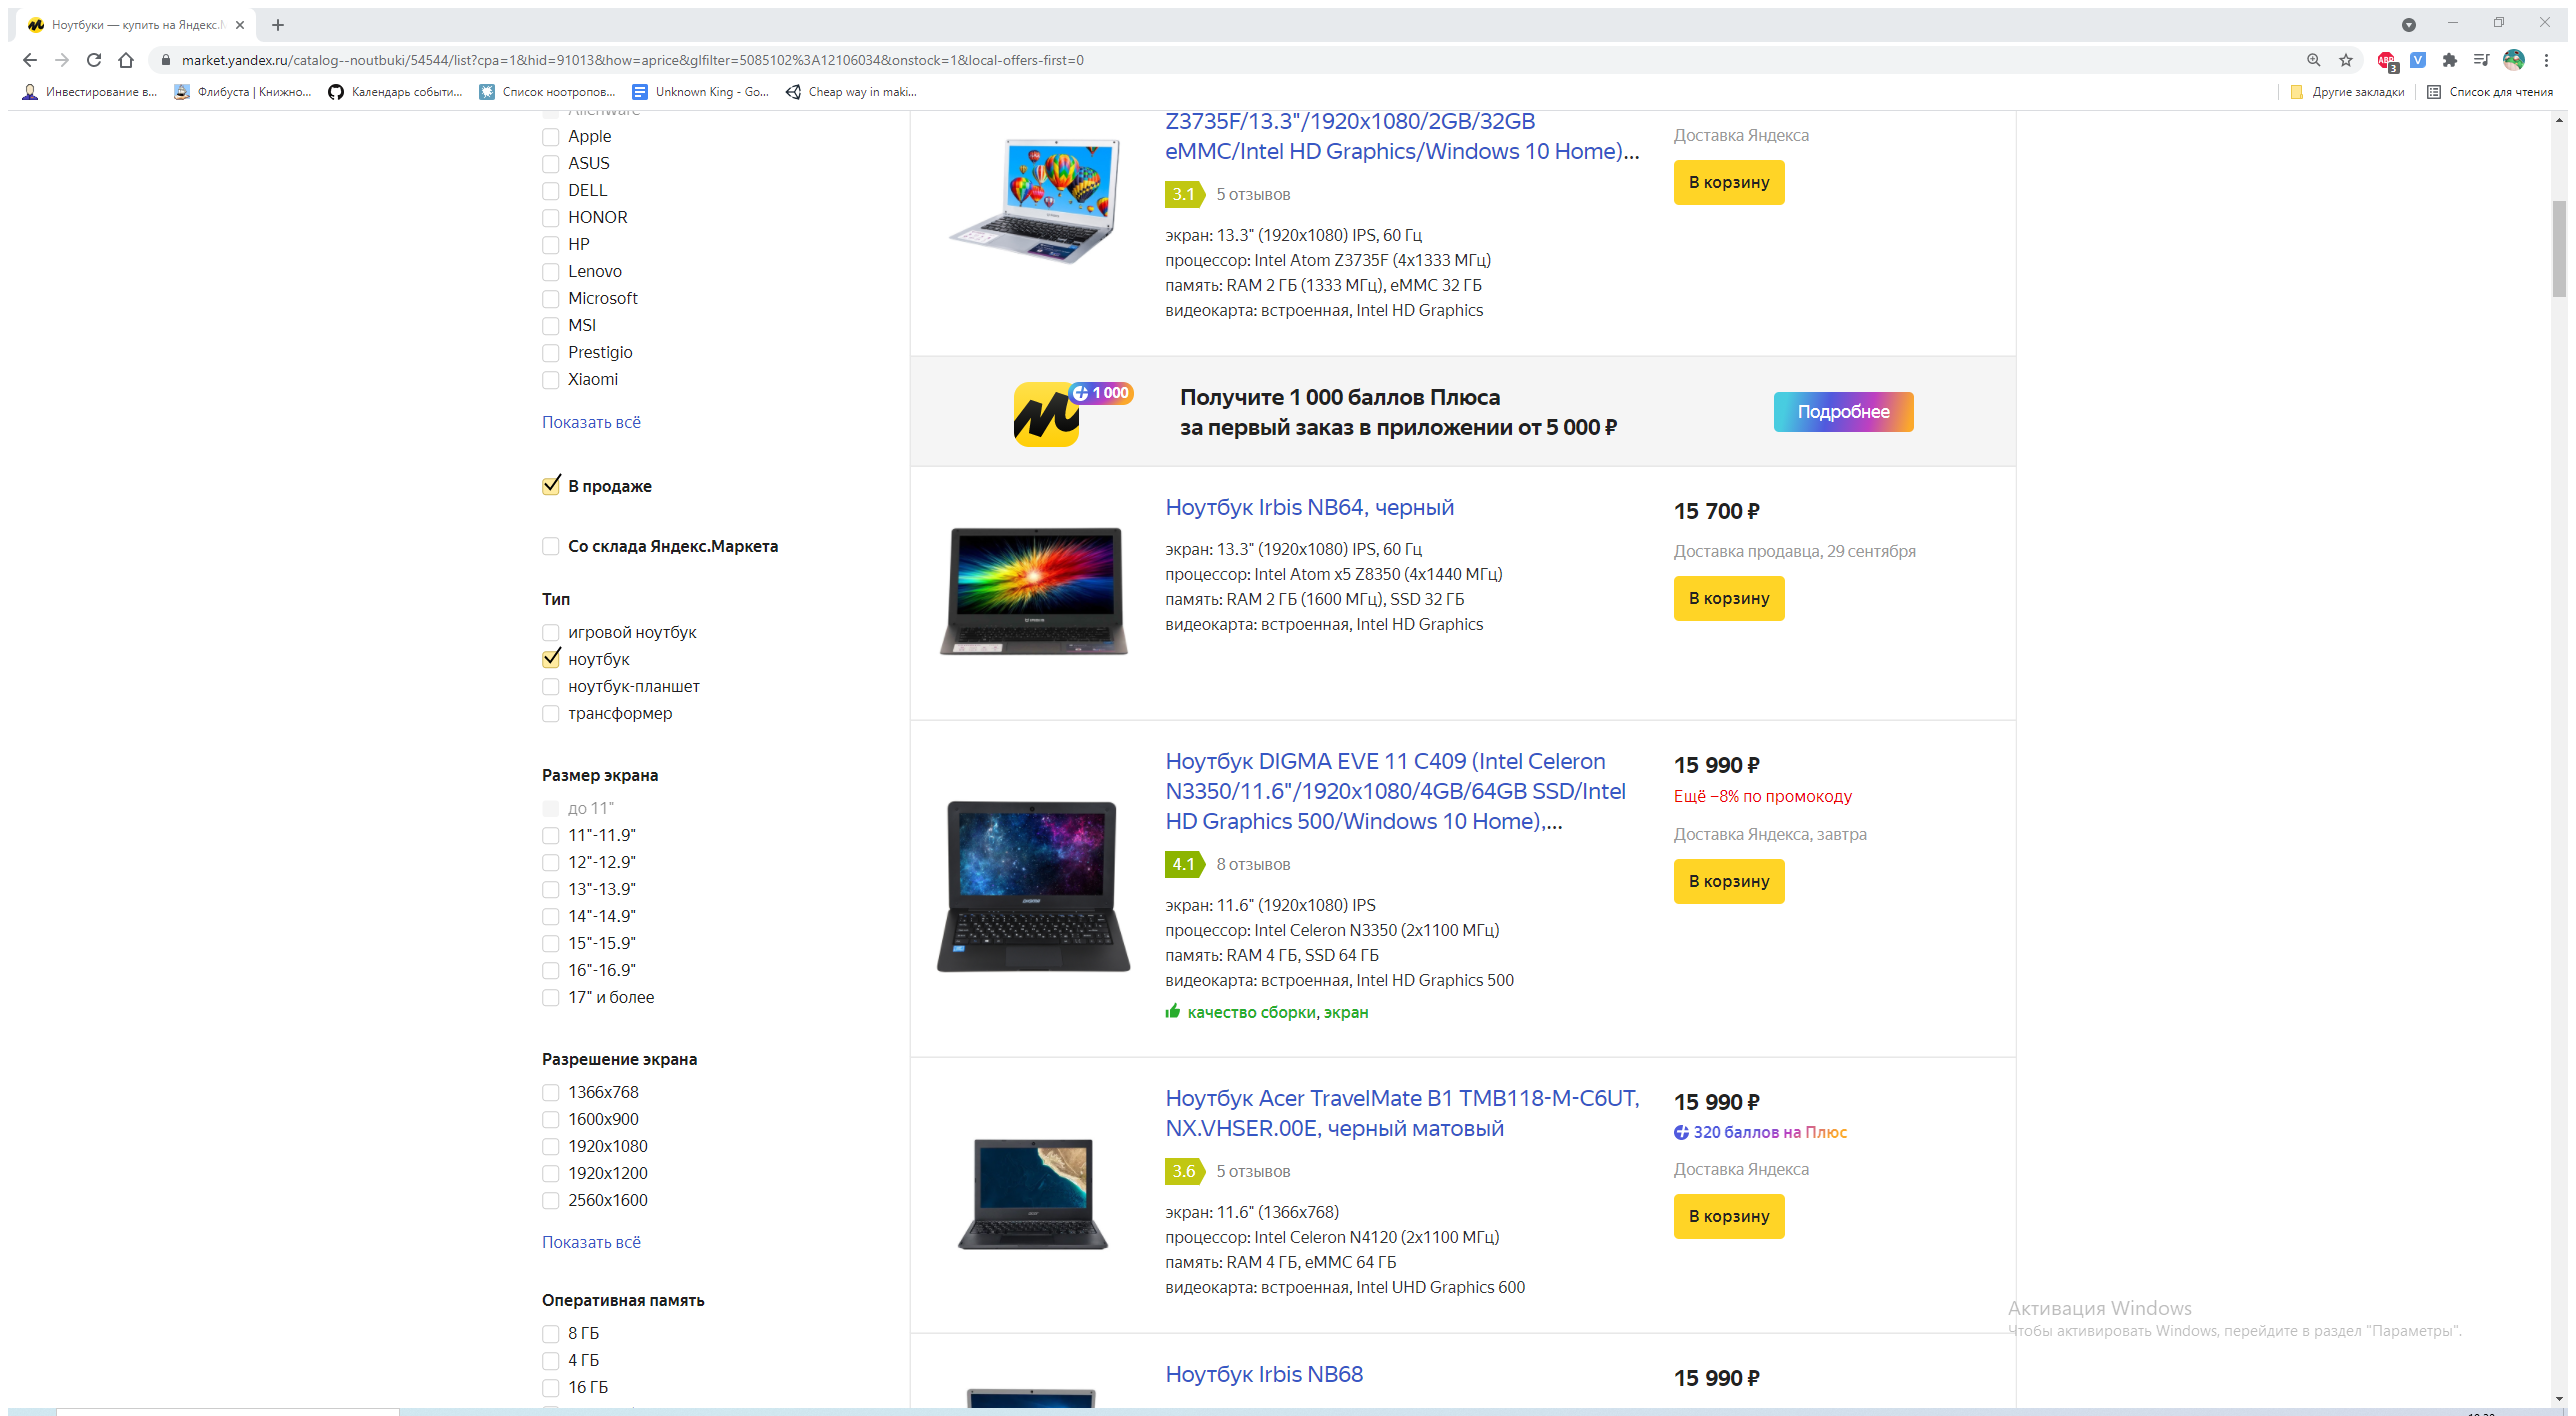 Ноутбуки — купить на Яндекс.М
market.yandex.ru/catalog--noutbuki/54544/list?cpa=1&hid=91013&how=aprice&glfilter=5085102%3A12106034&onstock=1&local-offers-first=0
ABP
3
V
Инвестирование в...
Флибуста | Книжно...
Календарь событи...
Список ноотропов...
Unknown King - Go...
Cheap way in maki...
Другие закладки
Список для чтения
Alienware
Apple
ASUS
DELL
HONOR
HP
Lenovo
Microsoft
MSI
Prestigio
Xiaomi
Показать всё
В продаже
Со склада Яндекс.Маркета
Тип
игровой ноутбук
ноутбук
ноутбук-планшет
трансформер
Размер экрана
до 11"
11"-11.9"
12"-12.9"
13"-13.9"
14"-14.9"
15"-15.9"
16"-16.9"
17" и более
Разрешение экрана
1366x768
1600x900
1920x1080
1920x1200
2560x1600
Показать всё
Оперативная память
8 ГБ
4 ГБ
16 ГБ
Z3735F/13.3"/1920x1080/2GB/32GB
eMMC/Intel HD Graphics/Windows 10 Home)...
3.1 5 отзывов
экран: 13.3" (1920x1080) IPS, 60 Гц
процессор: Intel Atom Z3735F (4x1333 МГц)
память: RAM 2 ГБ (1333 МГц), eMMC 32 ГБ
видеокарта: встроенная, Intel HD Graphics
Доставка Яндекса
В корзину
1 000
Получите 1 000 баллов Плюса
за первый заказ в приложении от 5 000 ₽
Подробнее
Ноутбук Irbis NB64, черный
экран: 13.3" (1920x1080) IPS, 60 Гц
процессор: Intel Atom x5 Z8350 (4x1440 МГц)
память: RAM 2 ГБ (1600 МГц), SSD 32 ГБ
видеокарта: встроенная, Intel HD Graphics
15 700 ₽
Доставка продавца, 29 сентября
В корзину
Ноутбук DIGMA EVE 11 C409 (Intel Celeron
N3350/11.6"/1920x1080/4GB/64GB SSD/Intel
HD Graphics 500/Windows 10 Home),...
4.1 8 отзывов
экран: 11.6" (1920x1080) IPS
процессор: Intel Celeron N3350 (2x1100 МГц)
память: RAM 4 ГБ, SSD 64 ГБ
видеокарта: встроенная, Intel HD Graphics 500
качество сборки, экран
15 990 ₽
Ещё −8% по промокоду
Доставка Яндекса, завтра
В корзину
Ноутбук Acer TravelMate B1 TMB118-M-C6UT,
NX.VHSER.00E, черный матовый
3.6 5 отзывов
экран: 11.6" (1366x768)
процессор: Intel Celeron N4120 (2x1100 МГц)
память: RAM 4 ГБ, eMMC 64 ГБ
видеокарта: встроенная, Intel UHD Graphics 600
15 990 ₽
320 баллов на Плюс
Доставка Яндекса
В корзину
Ноутбук Irbis NB68
15 990 ₽
Активация Windows
Чтобы активировать Windows, перейдите в раздел "Параметры".